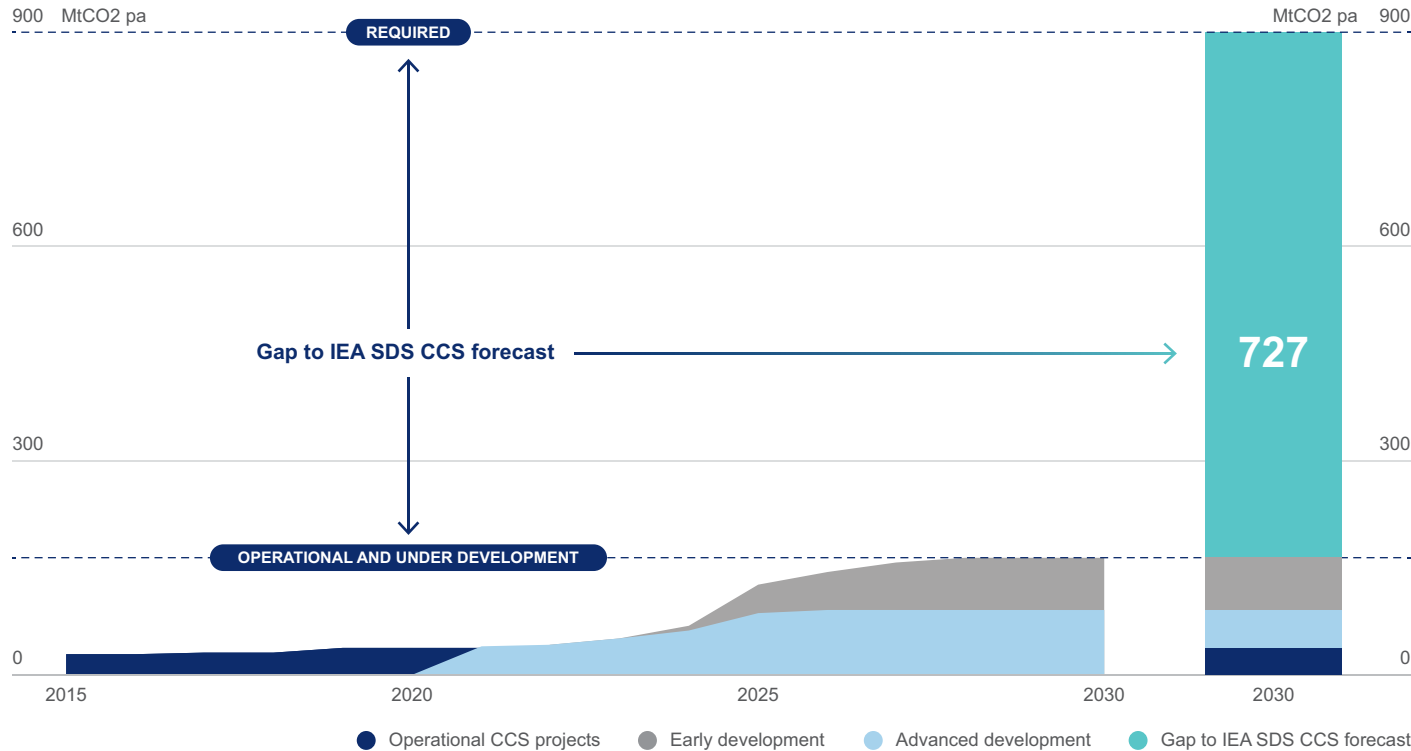 900 MtCO2 pa
MtCO2 pa 900
REQUIRED
600
600
Gap to IEA SDS CCS forecast
727
300
300
OPERATIONAL AND UNDER DEVELOPMENT
0
0
2015
2020
2025
2030
2030
Operational CCS projects
Early development
Advanced development
Gap to IEA SDS CCS forecast